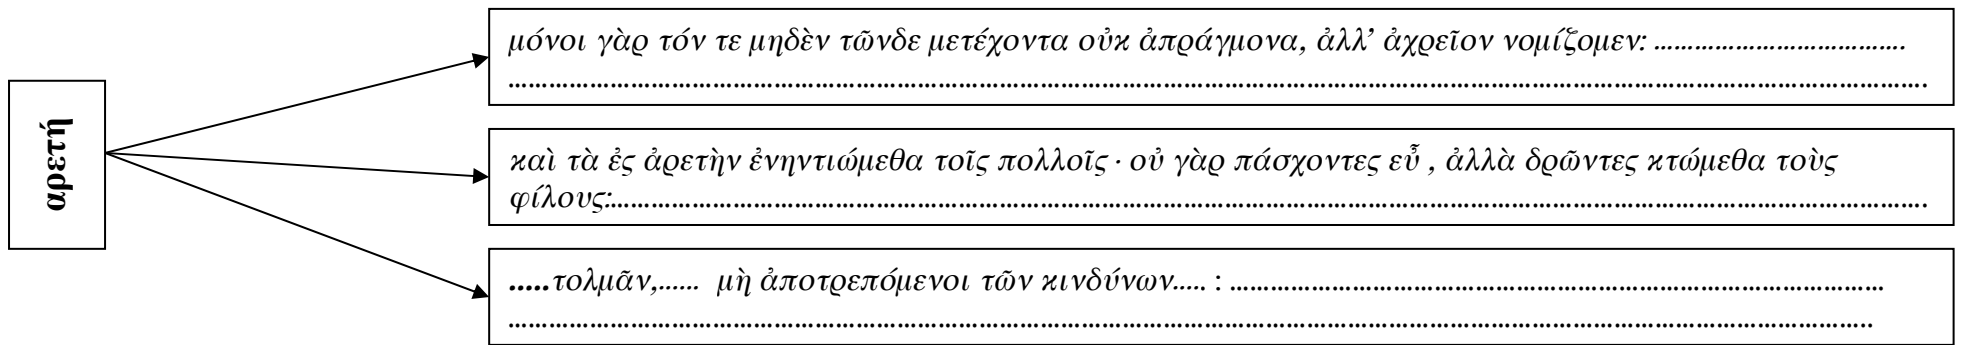 αρετή
μόνοι γὰρ τόν τε μηδὲν τῶνδε μετέχοντα οὐκ ἀπράγμονα, ἀλλ’ ἀχρεῖον νομίζομεν: ……………………………
……………………………………………………………………………………………………………………………………………
καὶ τὰ ἐς ἀρετὴν ἐνηντιώμεθα τοῖς πολλοῖς · οὐ γὰρ πάσχοντες εὖ , ἀλλὰ δρῶντες κτώμεθα τοὺς
φίλους:…………………………………………………………………………………………………………………………………
.....τολμᾶν,...... μὴ ἀποτρεπόμενοι τῶν κινδύνων..... : ………………………………………………………………
………………………………………………………………………………………………………………………………………..